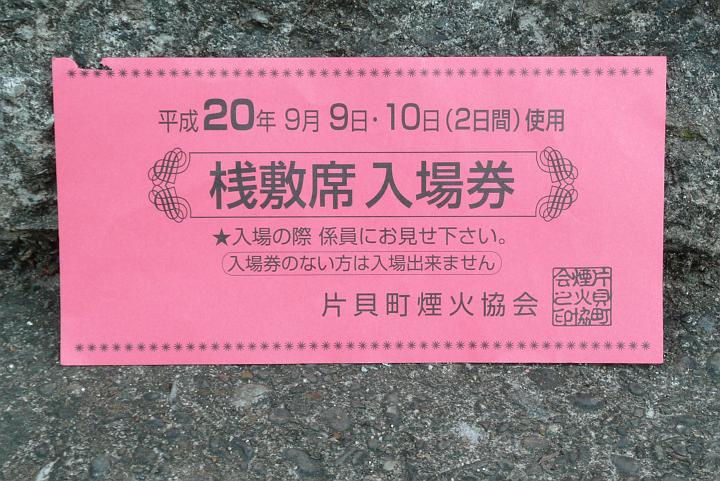 平成20年 9月 9日・10日(2日間)使用
桟敷席 入場券
★入場の際 係員にお見せ下さい。
入場券のない方は入場出来ません
片貝町煙火協会
片貝町
煙火協
会之印